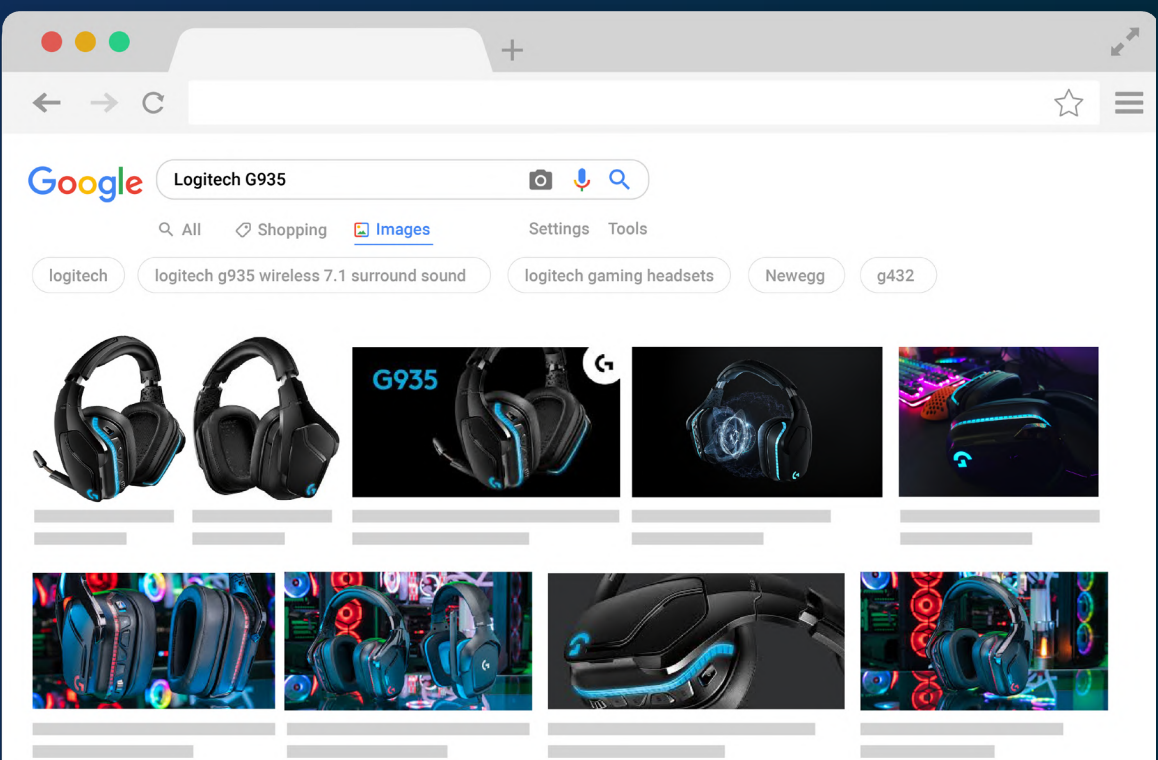 Google
Logitech G935
All Shopping Images Settings Tools
logitech logitech g935 wireless 7.1 surround sound logitech gaming headsets Newegg g432
G935